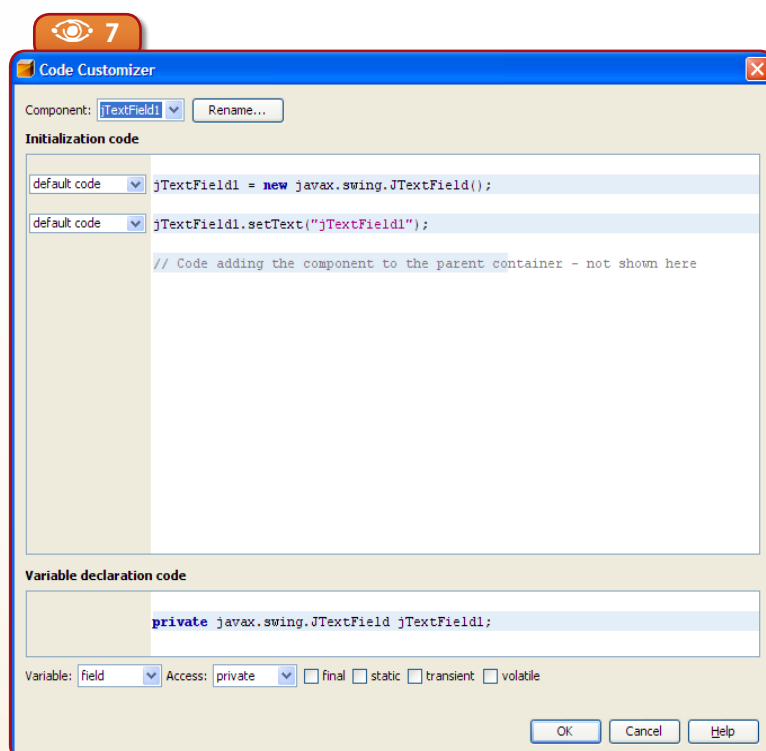 7
Code Customizer
Component: jTextField1 Rename...
Initialization code
default code jTextField1 = new javax.swing.JTextField();
default code jTextField1.setText("jTextField1");
// Code adding the component to the parent container - not shown here
Variable declaration code
private javax.swing.JTextField jTextField1;
Variable: field Access: private final static transient volatile
OK Cancel Help